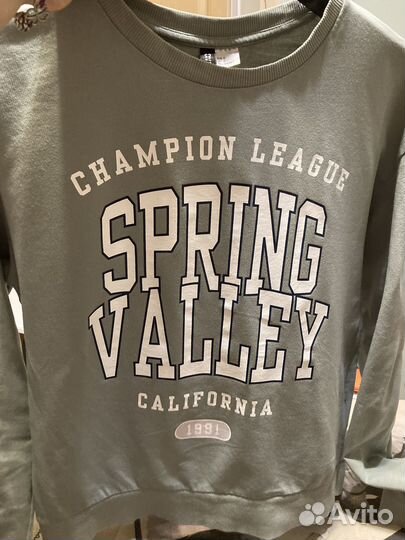 CHAMPION LEAGUE
SPRING
VALLEY
CALIFORNIA
1991
Avito